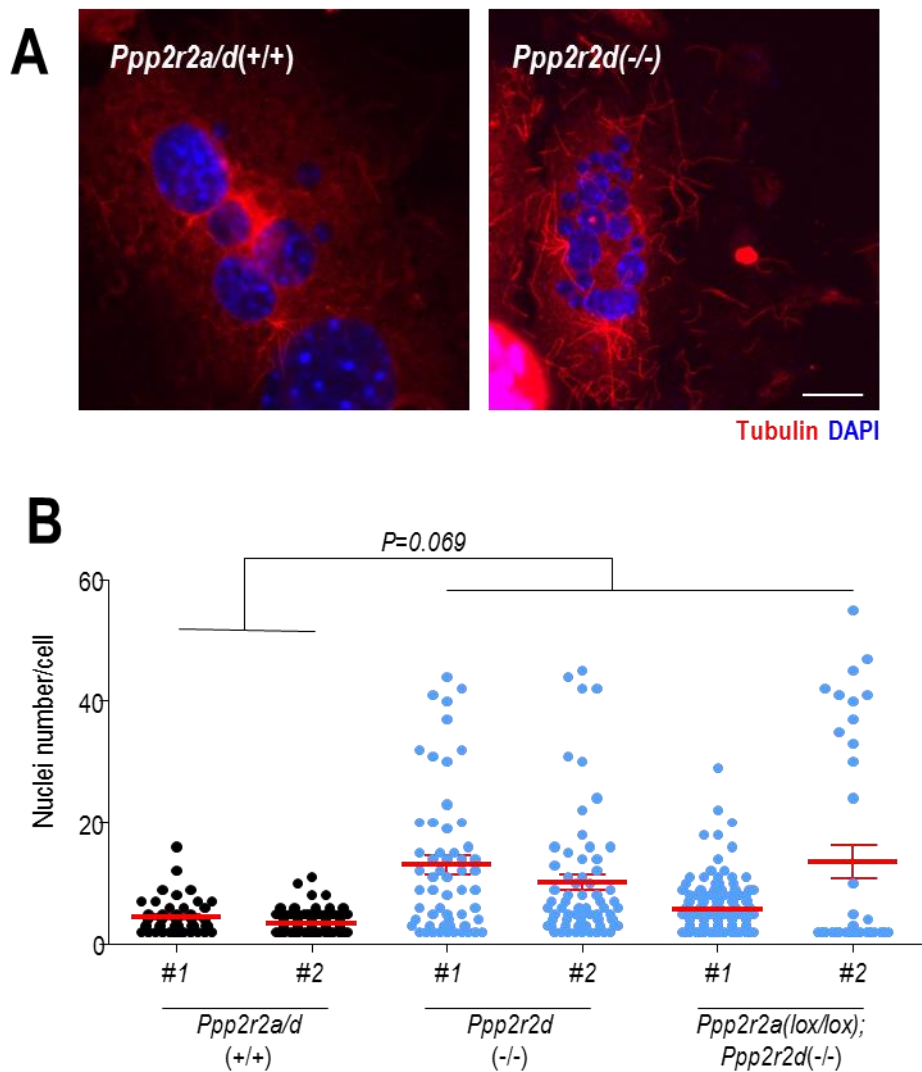 A
Ppp2r2a/d(+/+)
Ppp2r2d(-/-)
Tubulin DAPI
B
P=0.069
Nuclei number/cell
60
40
20
0
#1 #2 #1 #2 #1 #2
Ppp2r2a/d
(+/+)
Ppp2r2d
(-/-)
Ppp2r2a(lox/lox);
Ppp2r2d(-/-)